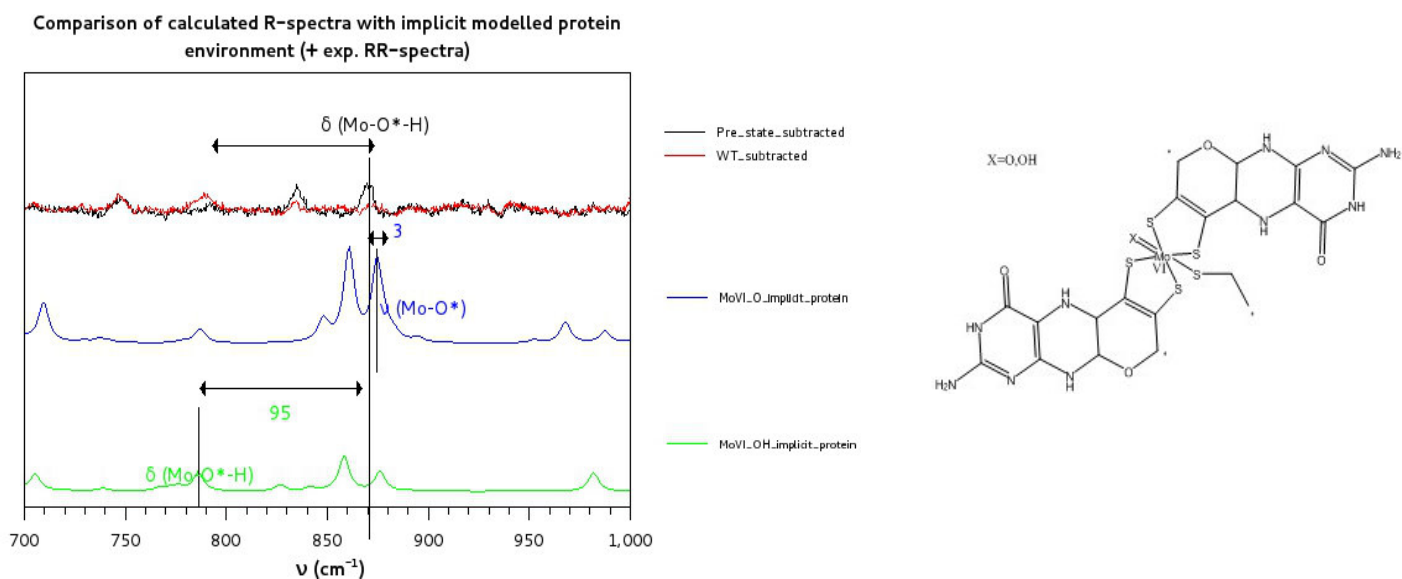 Comparison of calculated R-spectra with implicit modelled protein
environment (+ exp. RR-spectra)
δ (Mo-O*-H)
3
ν (Mo-O*)
95
δ (Mo-O*-H)
700 750 800 850 900 950 1,000
ν (cm⁻¹)
Pre_state_subtracted
WT_subtracted
MoVI_O_implicit_protein
MoVI_OH_implicit_protein
X=O,OH
O
H
N
N
NH₂
NH
N
H
O
S
S
X
Mo
VI
S
S
S
O
H
N
HN
H₂N
N
N
H
O